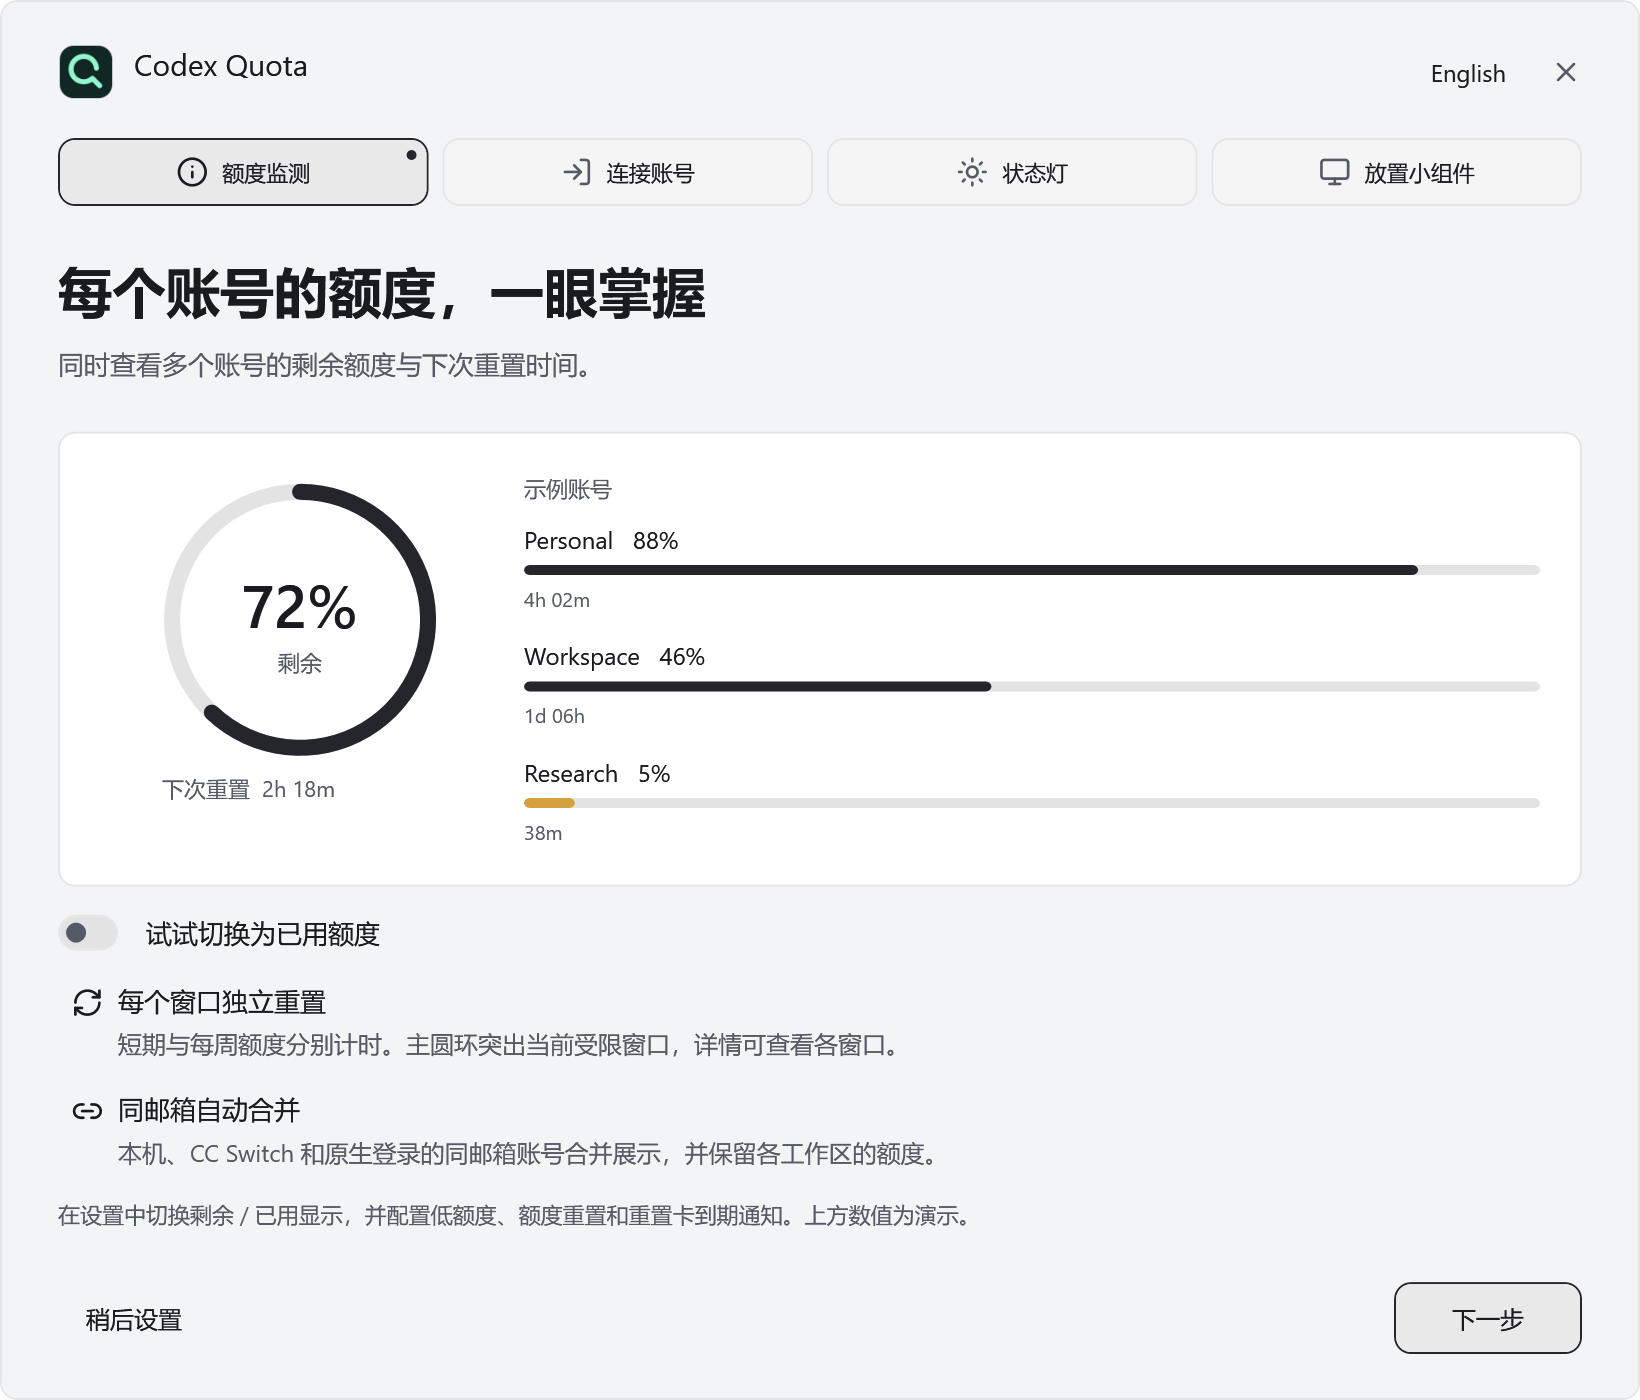 Codex Quota
English
额度监测
连接账号
状态灯
放置小组件
每个账号的额度，一眼掌握
同时查看多个账号的剩余额度与下次重置时间。
72%
剩余
下次重置 2h 18m
示例账号
Personal 88%
4h 02m
Workspace 46%
1d 06h
Research 5%
38m
试试切换为已用额度
每个窗口独立重置
短期与每周额度分别计时。主圆环突出当前受限窗口，详情可查看各窗口。
同邮箱自动合并
本机、CC Switch 和原生登录的同邮箱账号合并展示，并保留各工作区的额度。
在设置中切换剩余 / 已用显示，并配置低额度、额度重置和重置卡到期通知。上方数值为演示。
稍后设置
下一步